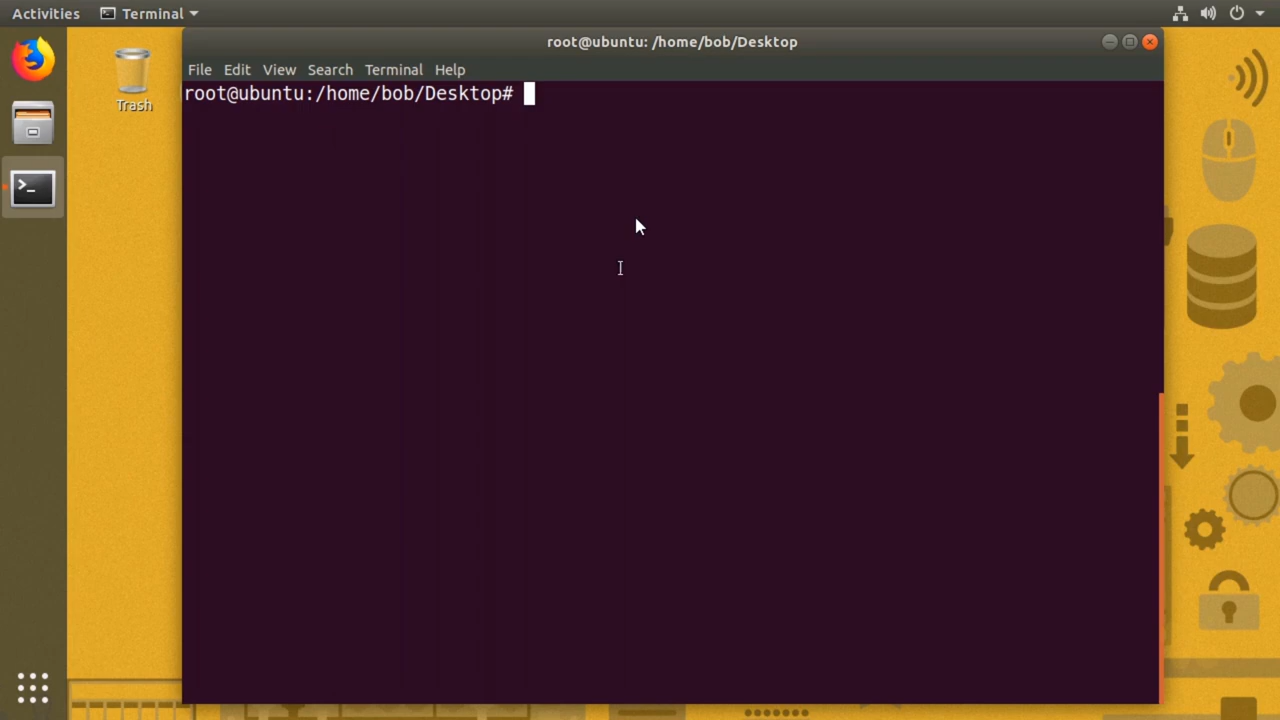 Activities Terminal
root@ubuntu: /home/bob/Desktop
File Edit View Search Terminal Help
root@ubuntu:/home/bob/Desktop#
Trash